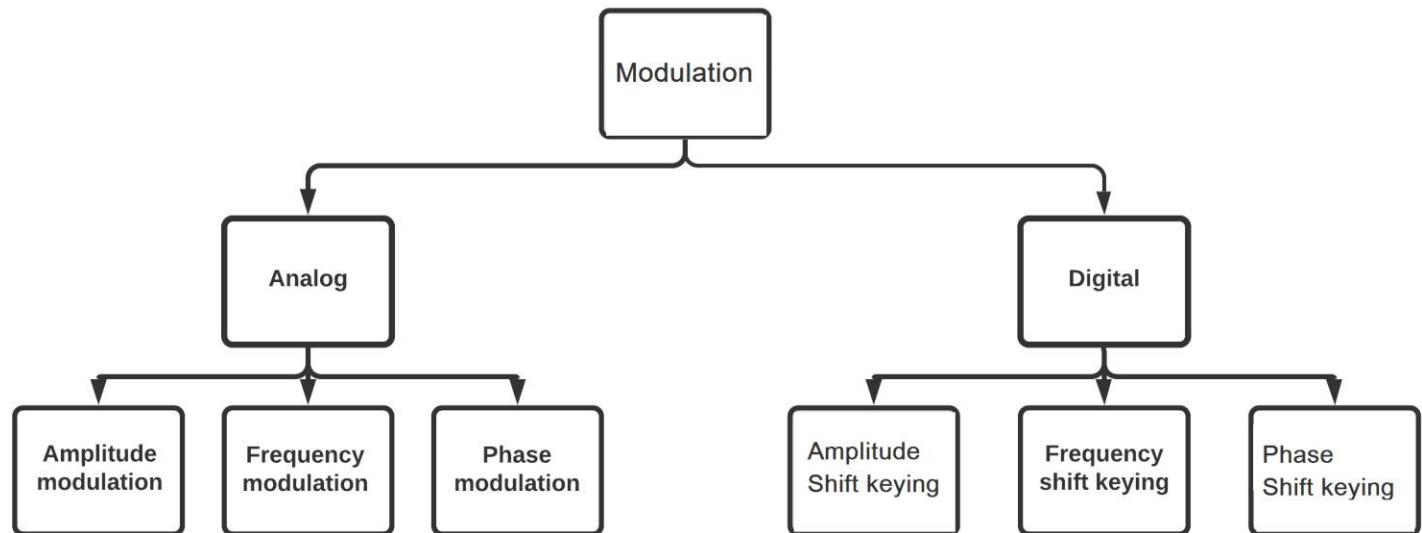 Modulation
Analog
Digital
Amplitude
modulation
Frequency
modulation
Phase
modulation
Amplitude
Shift keying
Frequency
shift keying
Phase
Shift keying